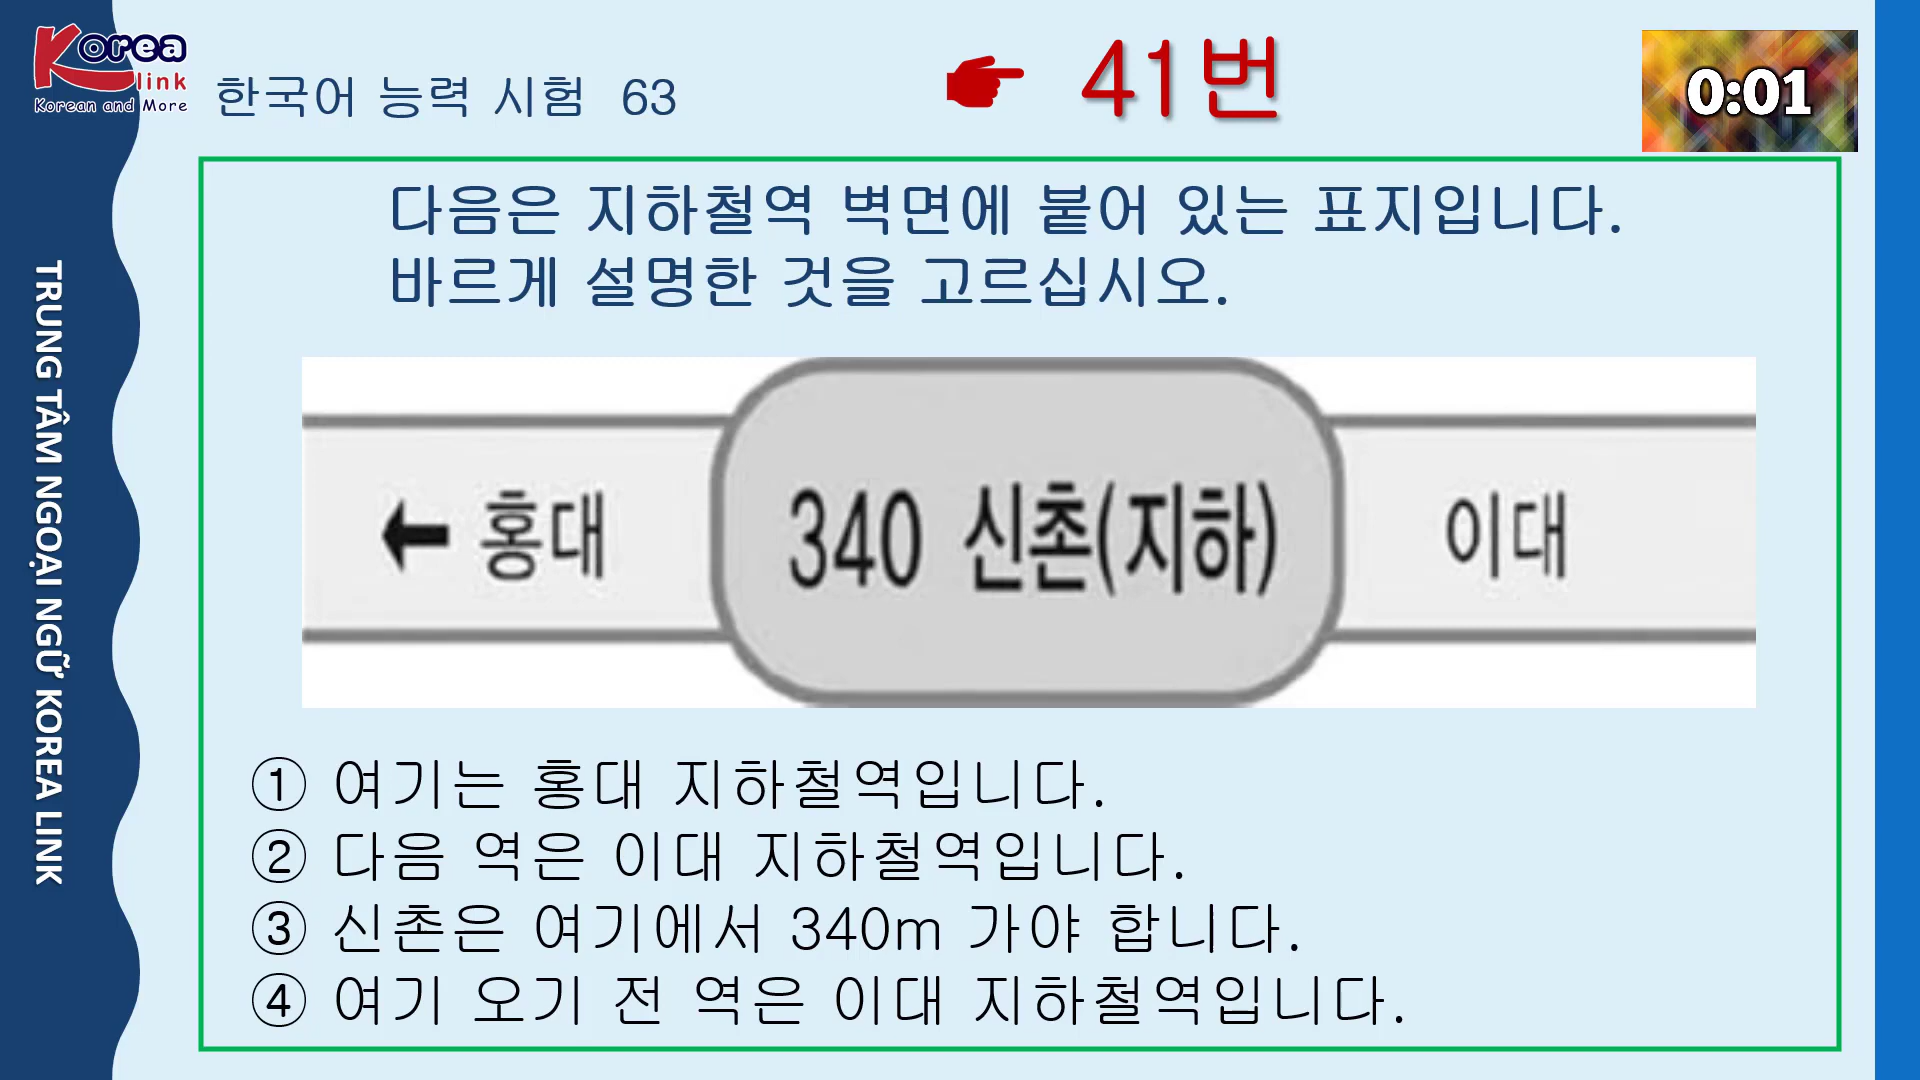 Korea
link
Korean and More
한국어 능력 시험 63
41번
0:01
TRUNG TÂM NGOẠI NGỮ KOREA LINK
다음은 지하철역 벽면에 붙어 있는 표지입니다.
바르게 설명한 것을 고르십시오.
← 홍대
340 신촌(지하)
이대
① 여기는 홍대 지하철역입니다.
② 다음 역은 이대 지하철역입니다.
③ 신촌은 여기에서 340m 가야 합니다.
④ 여기 오기 전 역은 이대 지하철역입니다.